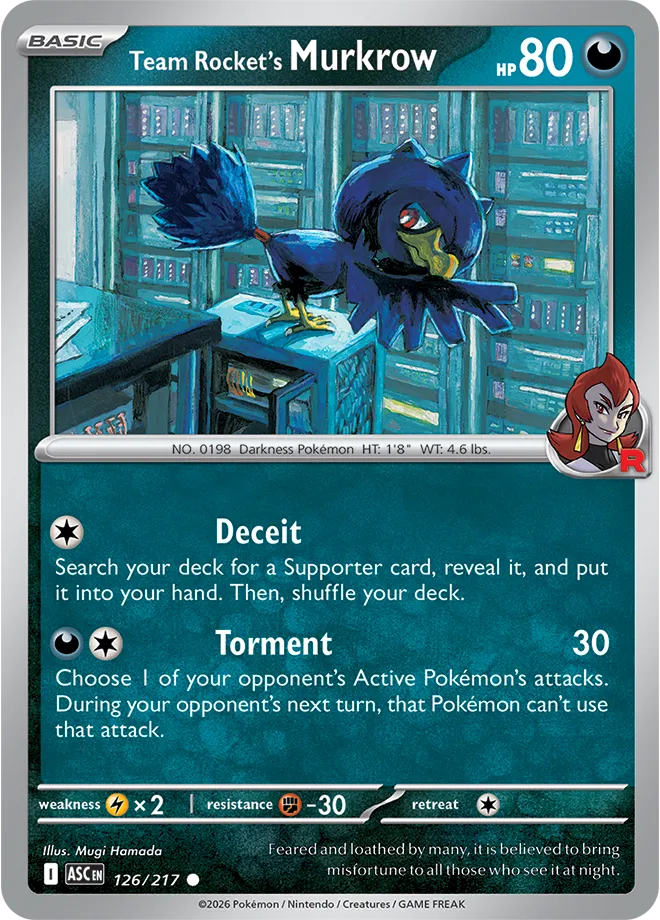 BASIC
Team Rocket's Murkrow
HP 80
NO. 0198 Darkness Pokémon HT: 1'8" WT: 4.6 lbs.
R
Deceit
Search your deck for a Supporter card, reveal it, and put
it into your hand. Then, shuffle your deck.
Torment 30
Choose 1 of your opponent's Active Pokémon's attacks.
During your opponent's next turn, that Pokémon can't use
that attack.
weakness ×2 resistance -30 retreat
Illus. Mugi Hamada
Feared and loathed by many, it is believed to bring
misfortune to all those who see it at night.
I ASC EN 126/217
©2026 Pokémon / Nintendo / Creatures / GAME FREAK